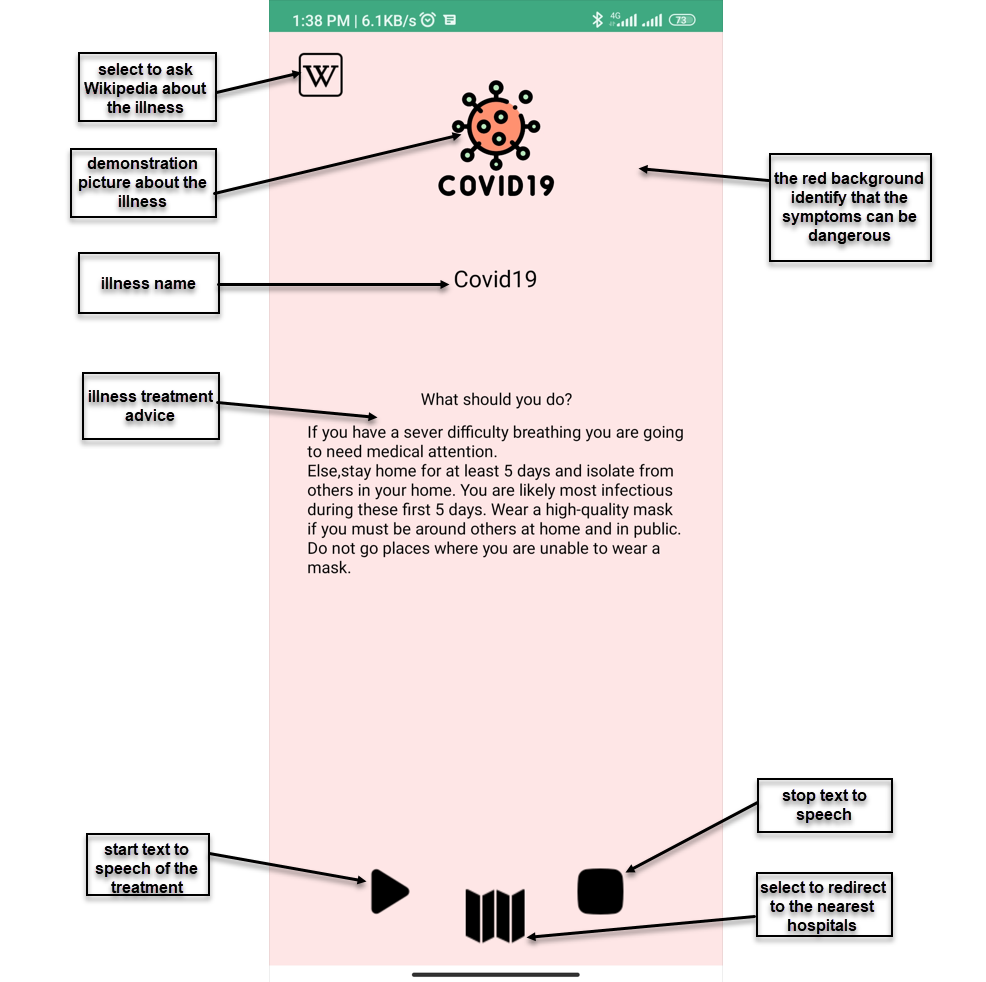 1:38 PM | 6.1KB/s
4G
73
select to ask
Wikipedia about
the illness
W
demonstration
picture about the
illness
COVID19
the red background
identify that the
symptoms can be
dangerous
illness name
Covid19
illness treatment
advice
What should you do?
If you have a sever difficulty breathing you are going
to need medical attention.
Else,stay home for at least 5 days and isolate from
others in your home. You are likely most infectious
during these first 5 days. Wear a high-quality mask
if you must be around others at home and in public.
Do not go places where you are unable to wear a
mask.
stop text to
speech
start text to
speech of the
treatment
select to redirect
to the nearest
hospitals